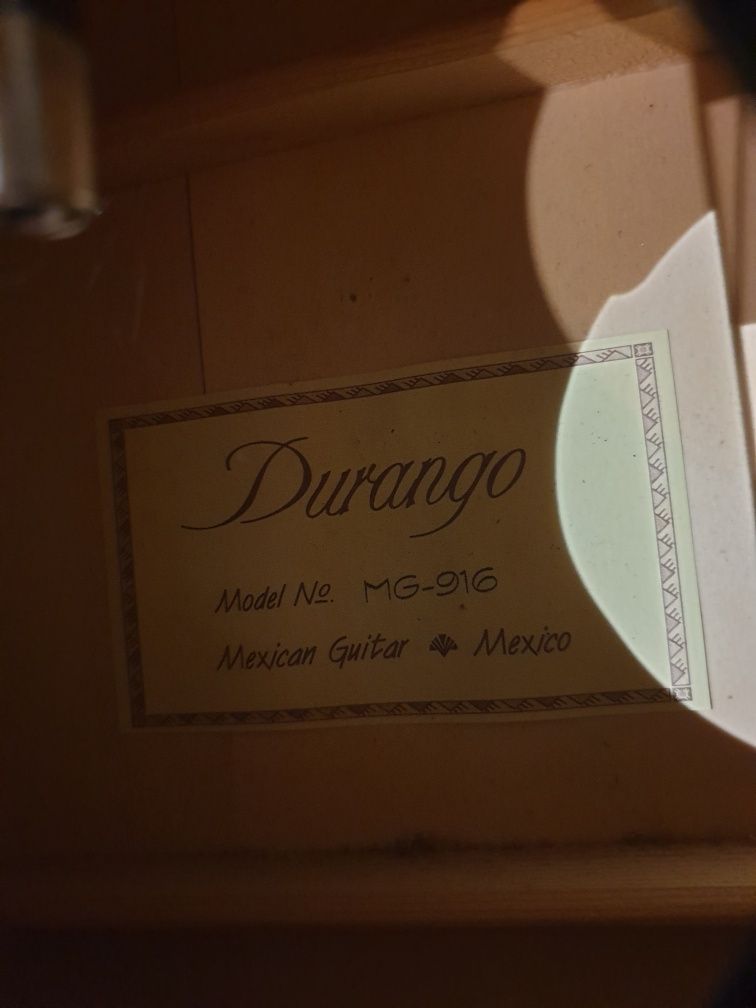 Durango
Model No. MG-916
Mexican Guitar Mexico